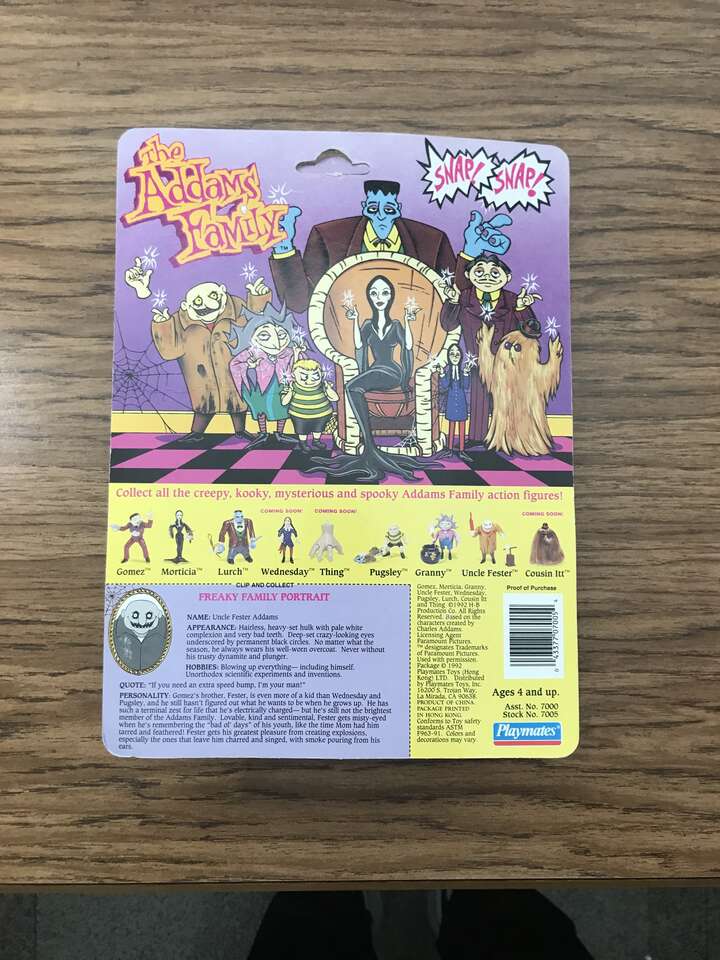 The
Addams
Family™
SNAP! SNAP!
Collect all the creepy, kooky, mysterious and spooky Addams Family action figures!
COMING SOON! COMING SOON! COMING SOON!
Gomez™ Morticia™ Lurch™ Wednesday™ Thing™ Pugsley™ Granny™ Uncle Fester™ Cousin Itt™
CLIP AND COLLECT
FREAKY FAMILY PORTRAIT
NAME: Uncle Fester Addams
APPEARANCE: Hairless, heavy-set hulk with pale white
complexion and very bad teeth. Deep-set crazy-looking eyes
underscored by permanent black circles. No matter what the
season, he always wears his well-worn overcoat. Never without
his trusty dynamite and plunger.
HOBBIES: Blowing up everything— including himself.
Unorthodox scientific experiments and inventions.
QUOTE: "If you need an extra speed bump, I'm your man!"
PERSONALITY: Gomez's brother, Fester, is even more of a kid than Wednesday and
Pugsley, and he still hasn't figured out what he wants to be when he grows up. He has
such a terminal zest for life that he's electrically charged— but he's still not the brightest
member of the Addams Family. Lovable, kind and sentimental, Fester gets misty-eyed
when he's remembering the "bad ol' days" of his youth, like the time Mom had him
tarred and feathered! Fester gets his greatest pleasure from creating explosions,
especially the ones that leave him charred and singed, with smoke pouring from his
ears.
Gomez, Morticia, Granny,
Uncle Fester, Wednesday,
Pugsley, Lurch, Cousin Itt
and Thing ©1992 H-B
Production Co. All Rights
Reserved. Based on the
characters created by
Charles Addams.
Licensing Agent
Paramount Pictures.
™ designates Trademarks
of Paramount Pictures.
Used with permission.
Package © 1992
Playmates Toys (Hong
Kong) LTD. Distributed
by Playmates Toys, Inc.
16200 S. Trojan Way,
La Mirada, CA 90638.
PRODUCT OF CHINA.
PACKAGE PRINTED
IN HONG KONG.
Conforms to Toy safety
standards ASTM
F963-91. Colors and
decorations may vary.
Proof of Purchase
Ages 4 and up.
Asst. No. 7000
Stock No. 7005
Playmates